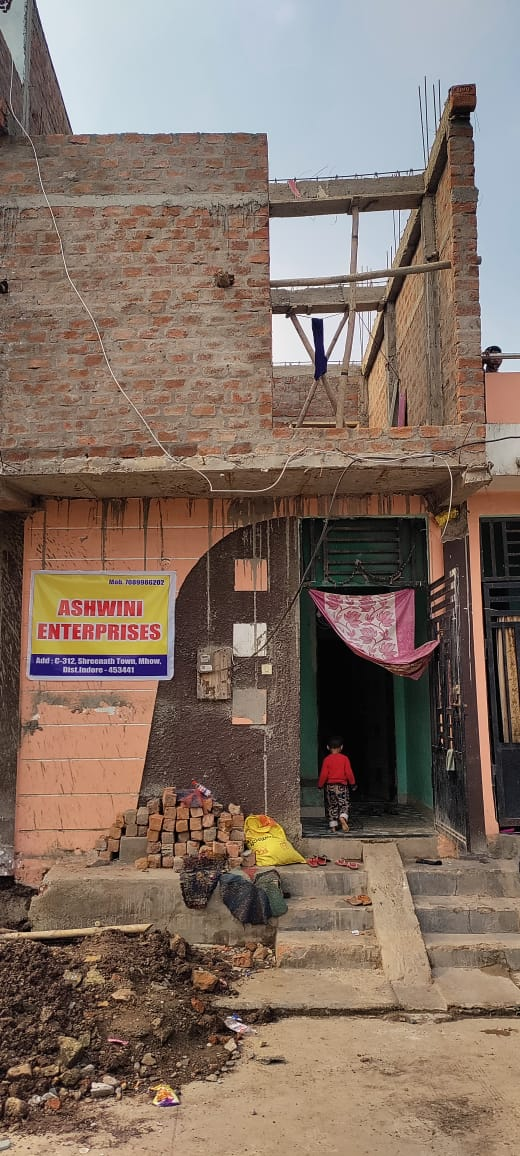 Mob. 7089986202
ASHWINI
ENTERPRISES
Add : C-312, Shreenath Town, Mhow.
Dist.Indore - 453441